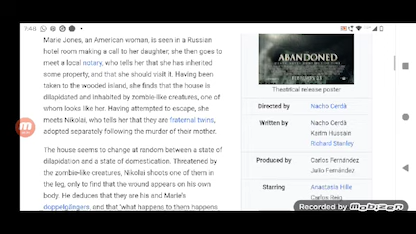 7:48
Marie Jones, an American woman, is seen in a Russian
hotel room making a call to her daughter; she then goes
to meet a local notary, who tells her that she has inherited
some property, and that she should visit it. Having been
taken to the wooded island, she finds that the house is
dilapidated and inhabited by zombie-like creatures, one of
whom looks like her. Having attempted to escape, she
meets Nikolai, who tells her that they are fraternal twins,
adopted separately following the murder of their mother.
The house seems to change at random between a state of
dilapidation and a state of domestication. Threatened by
the zombie-like creatures, Nikolai shoots one of them in
the leg, only to find that the wound appears on his own
body. He deduces that they are his and Marie's
doppelgängers, and that "what happens to them happens
ABANDONED
Theatrical release poster
Directed by Nacho Cerdà
Written by Nacho Cerdà
Karim Hussain
Richard Stanley
Produced by Carlos Fernández
Julio Fernández
Starring Anastasia Hille
Carlos Reig
Recorded by MOBIZEN